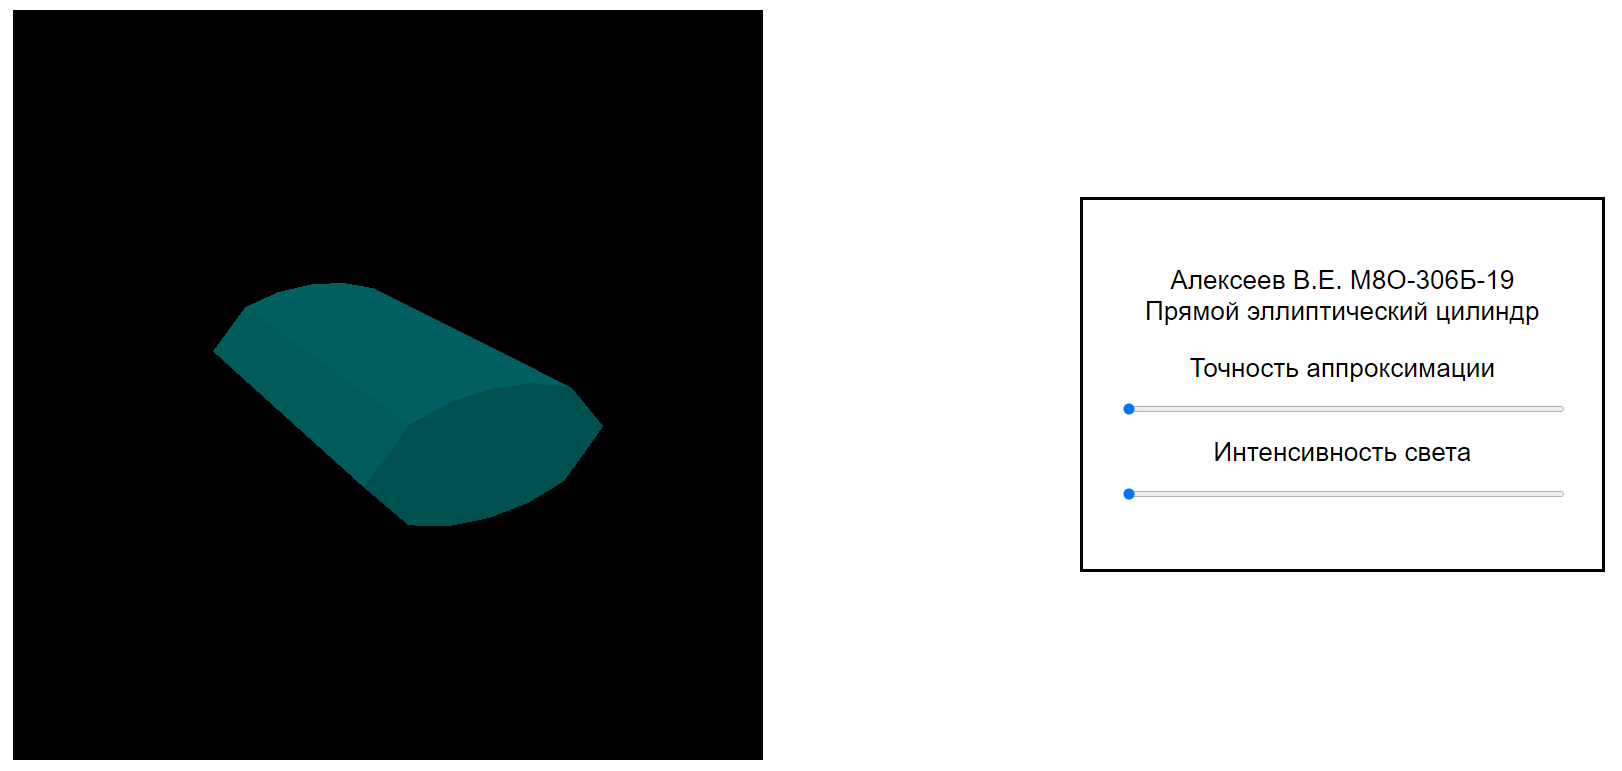 Алексеев В.Е. М8О-306Б-19
Прямой эллиптический цилиндр
Точность аппроксимации
Интенсивность света